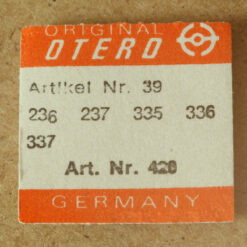 ORIGINAL
OTERO
Artikel Nr. 39
236 237 335 336
337
Art. Nr. 420
GERMANY